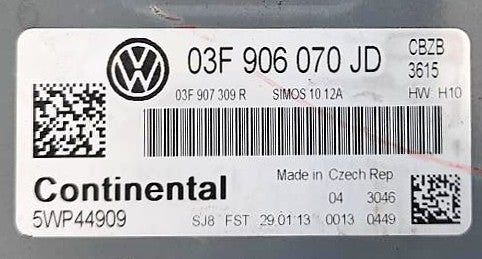 03F 906 070 JD
CBZB
3615
03F 907 309 R SIMOS 10.12A HW H10
Continental
Made in Czech Rep
04 3046
5WP44909 SJ8 FST 29 01 13 0013 0449